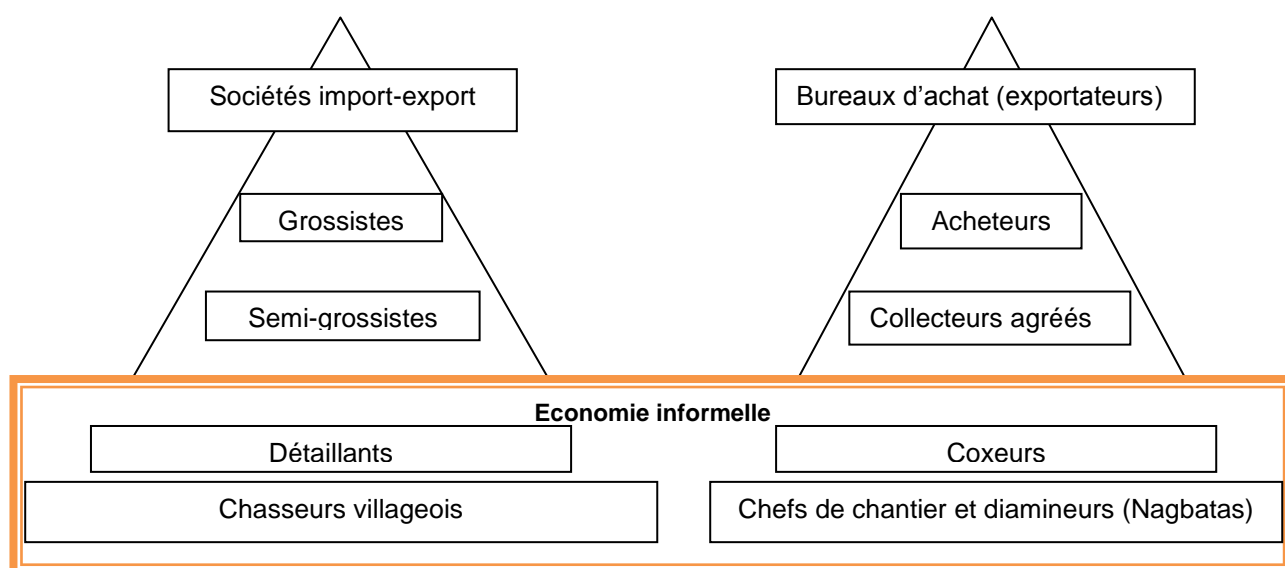 Sociétés import-export
Bureaux d'achat (exportateurs)
Grossistes
Acheteurs
Semi-grossistes
Collecteurs agréés
Economie informelle
Détaillants
Coxeurs
Chasseurs villageois
Chefs de chantier et diamineurs (Nagbatas)